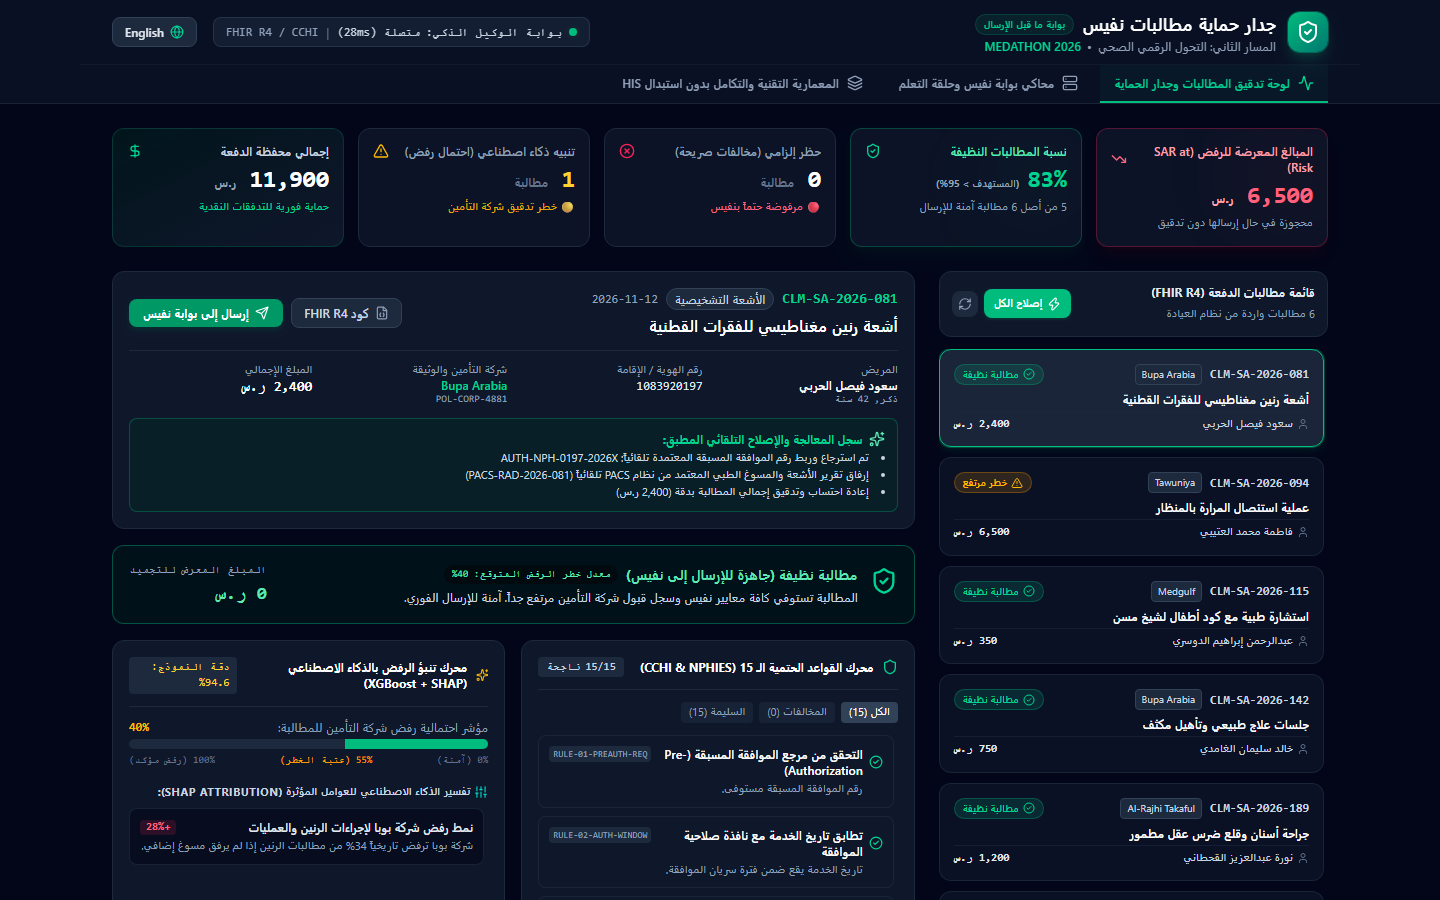 جدار حماية مطالبات نفيس
بوابة ما قبل الإرسال
المسار الثاني: التحول الرقمي الصحي • MEDATHON 2026
بوابة الوكيل الذكي: متصلة (28ms) | FHIR R4 / CCHI
English
لوحة تدقيق المطالبات وجدار الحماية
محاكي بوابة نفيس وحلقة التعلم
المعمارية التقنية والتكامل بدون استبدال HIS
المبالغ المعرضة للرفض (SAR at Risk)
6,500 ر.س
محجوزة في حال إرسالها دون تدقيق
نسبة المطالبات النظيفة
83% (المستهدف > 95%)
5 من أصل 6 مطالبة آمنة للإرسال
حظر إلزامي (مخالفات صريحة)
0 مطالبة
مرفوضة حتماً بنفيس
تنبيه ذكاء اصطناعي (احتمال رفض)
1 مطالبة
خطر تدقيق شركة التأمين
إجمالي محفظة الدفعة
11,900 ر.س
حماية فورية للتدفقات النقدية
قائمة مطالبات الدفعة (FHIR R4)
6 مطالبات واردة من نظام العيادة
إصلاح الكل
CLM-SA-2026-081
Bupa Arabia
مطالبة نظيفة
أشعة رنين مغناطيسي للفقرات القطنية
سعود فيصل الحربي
2,400 ر.س
CLM-SA-2026-094
Tawuniya
خطر مرتفع
عملية استئصال المرارة بالمنظار
فاطمة محمد العتيبي
6,500 ر.س
CLM-SA-2026-115
Medgulf
مطالبة نظيفة
استشارة طبية مع كود أطفال لشيخ مسن
عبدالرحمن إبراهيم الدوسري
350 ر.س
CLM-SA-2026-142
Bupa Arabia
مطالبة نظيفة
جلسات علاج طبيعي وتأهيل مكثف
خالد سليمان الغامدي
750 ر.س
CLM-SA-2026-189
Al-Rajhi Takaful
مطالبة نظيفة
جراحة أسنان وقلع ضرس عقل مطمور
نورة عبدالعزيز القحطاني
1,200 ر.س
CLM-SA-2026-081
الأشعة التشخيصية
2026-11-12
أشعة رنين مغناطيسي للفقرات القطنية
كود FHIR R4
إرسال إلى بوابة نفيس
المريض
سعود فيصل الحربي
ذكر, 42 سنة
رقم الهوية / الإقامة
1083920197
شركة التأمين والوثيقة
Bupa Arabia
POL-CORP-4881
المبلغ الإجمالي
2,400 ر.س
سجل المعالجة والإصلاح التلقائي المطبق:
• تم استرجاع وربط رقم الموافقة المسبقة المعتمدة تلقائياً: AUTH-NPH-0197-2026X
• إرفاق تقرير الأشعة والمسوغ الطبي المعتمد من نظام PACS تلقائياً (PACS-RAD-2026-081)
• إعادة احتساب وتدقيق إجمالي المطالبة بدقة (2,400 ر.س)
مطالبة نظيفة (جاهزة للإرسال إلى نفيس)
معدل خطر الرفض المتوقع: 40%
المطالبة تستوفي كافة معايير نفيس وسجل قبول شركة التأمين مرتفع جداً. آمنة للإرسال الفوري.
المبلغ المعرض للتجميد
0 ر.س
محرك القواعد الحتمية الـ 15 (CCHI & NPHIES)
15/15 ناجحة
الكل (15)
المخالفات (0)
السليمة (15)
التحقق من مرجع الموافقة المسبقة (Pre-Authorization)
RULE-01-PREAUTH-REQ
رقم الموافقة المسبقة مستوفى.
تطابق تاريخ الخدمة مع نافذة صلاحية الموافقة
RULE-02-AUTH-WINDOW
تاريخ الخدمة يقع ضمن فترة سريان الموافقة.
محرك تنبؤ الرفض بالذكاء الاصطناعي (XGBoost + SHAP)
دقة النموذج: 94.6%
مؤشر احتمالية رفض شركة التأمين للمطالبة:
40%
0% (آمنة)
55% (عتبة الخطر)
100% (رفض مؤكد)
تفسير الذكاء الاصطناعي للعوامل المؤثرة (SHAP ATTRIBUTION):
نمط رفض شركة بوبا لإجراءات الرنين والعمليات
+28%
شركة بوبا ترفض تاريخياً 34% من مطالبات الرنين إذا لم يرفق مسوغ إضافي.